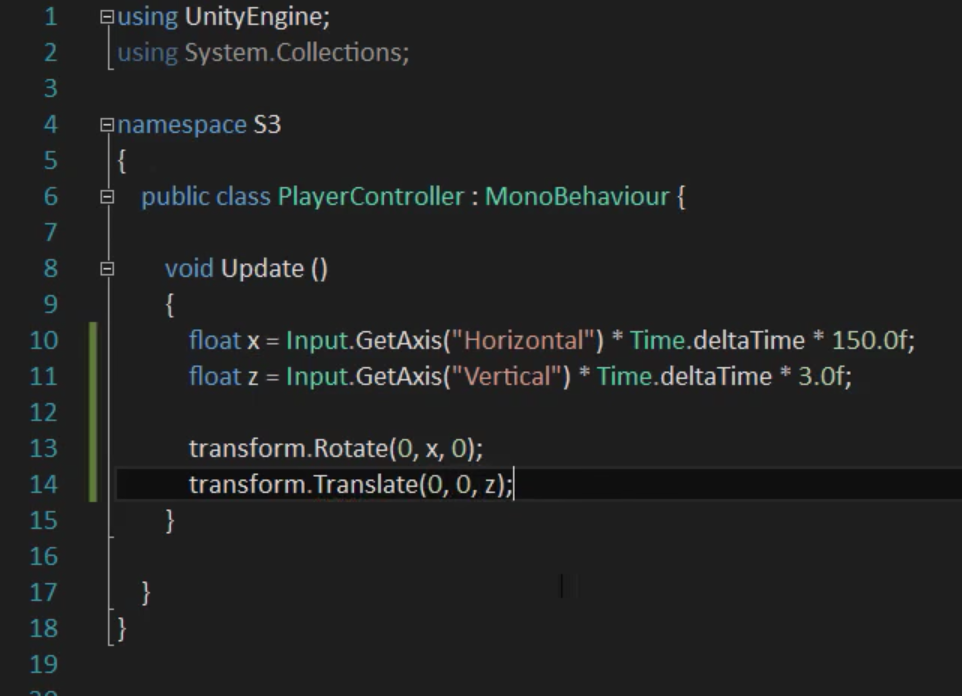 1 using UnityEngine;
2 using System.Collections;
3
4 namespace S3
5 {
6 public class PlayerController : MonoBehaviour {
7
8 void Update ()
9 {
10 float x = Input.GetAxis("Horizontal") * Time.deltaTime * 150.0f;
11 float z = Input.GetAxis("Vertical") * Time.deltaTime * 3.0f;
12
13 transform.Rotate(0, x, 0);
14 transform.Translate(0, 0, z);
15 }
16
17 }
18 }
19